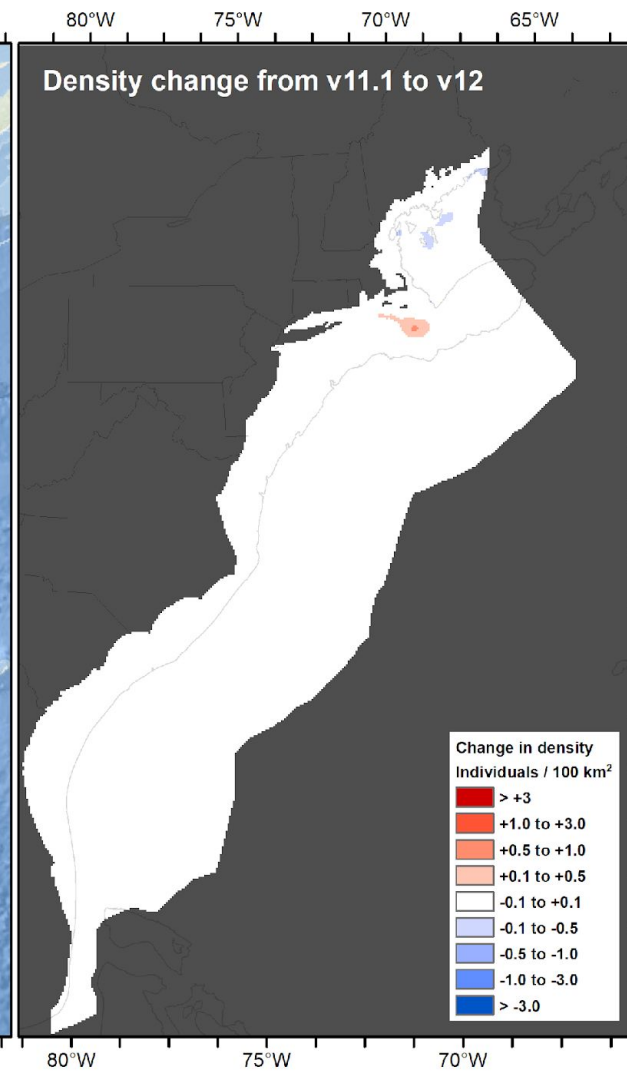 80°W 75°W 70°W 65°W
Density change from v11.1 to v12
Change in density
Individuals / 100 km²
> +3
+1.0 to +3.0
+0.5 to +1.0
+0.1 to +0.5
-0.1 to +0.1
-0.1 to -0.5
-0.5 to -1.0
-1.0 to -3.0
> -3.0
80°W 75°W 70°W